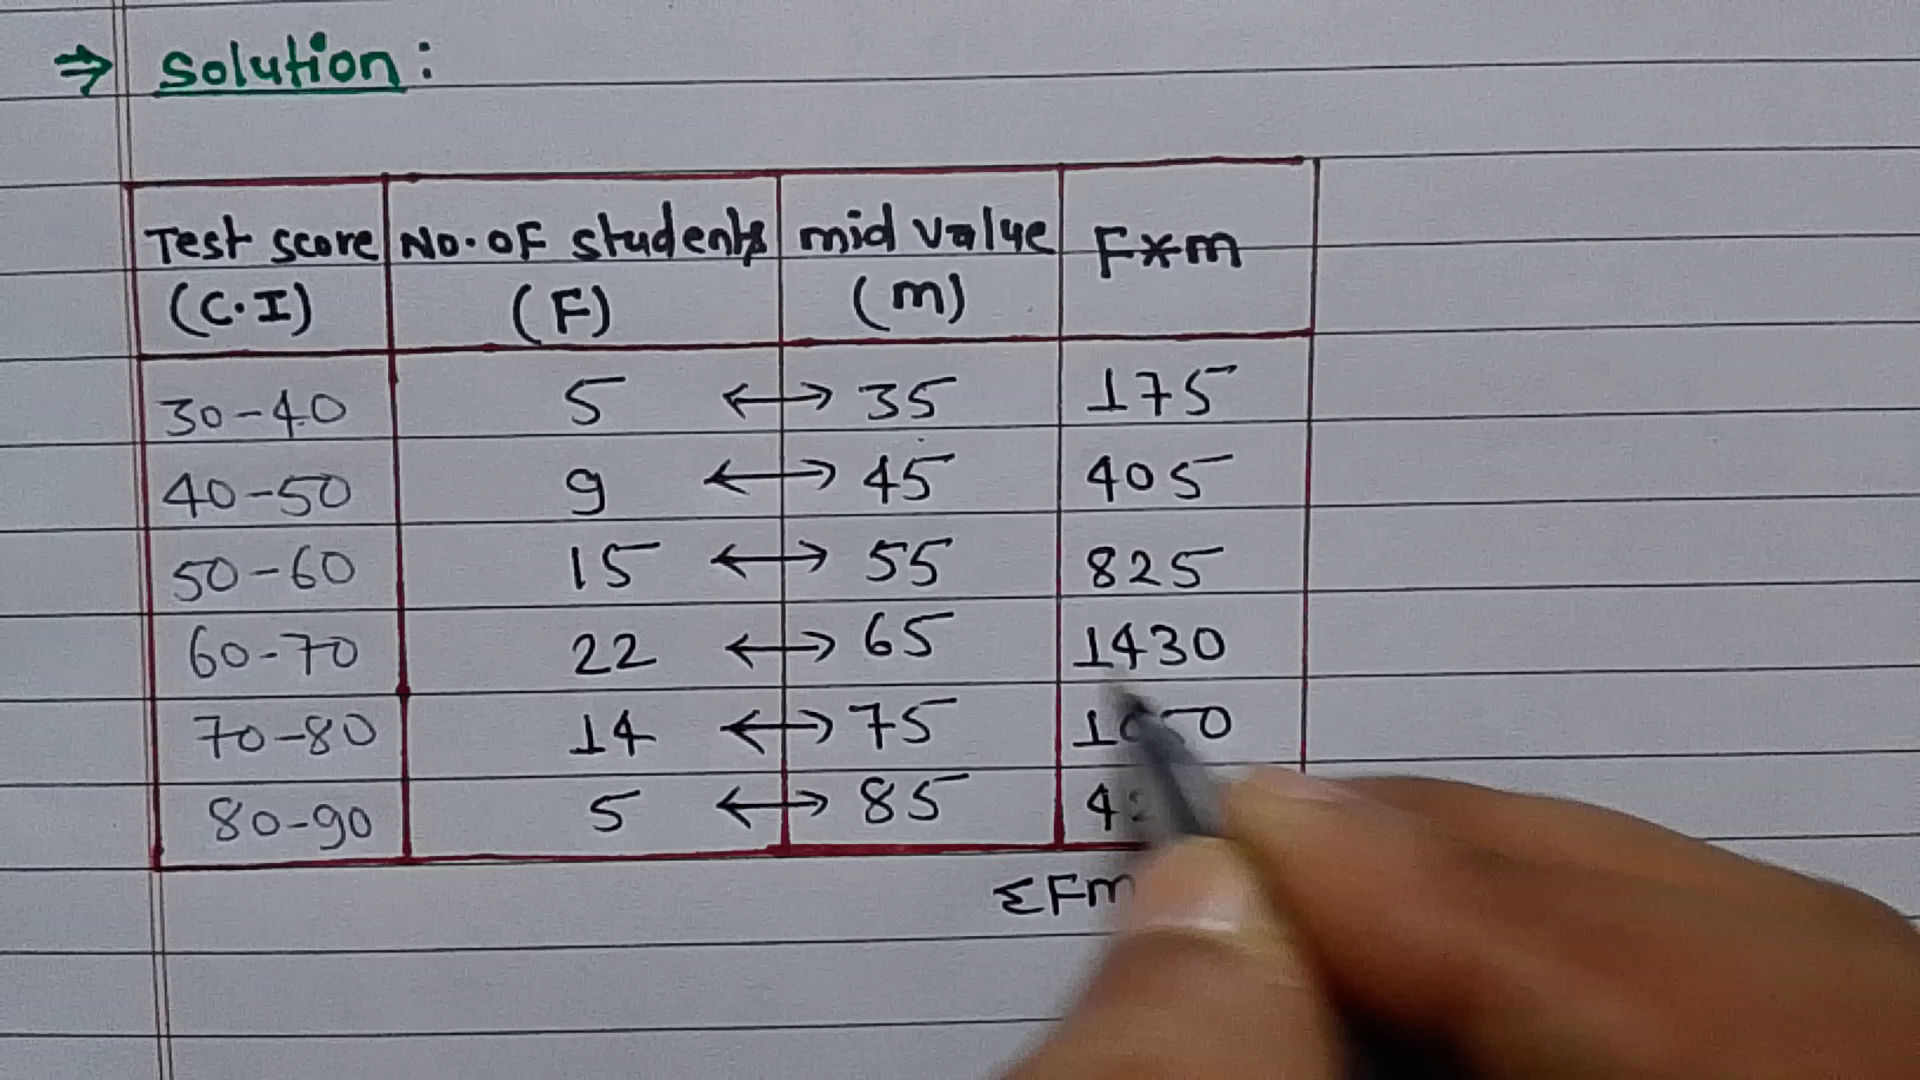 ⇒ Solution:
Test score No. of students mid value F*m
(C.I) (F) (m)
30-40 5 ↔ 35 175
40-50 9 ↔ 45 405
50-60 15 ↔ 55 825
60-70 22 ↔ 65 1430
70-80 14 ↔ 75
80-90 5 ↔ 85
ΣFm